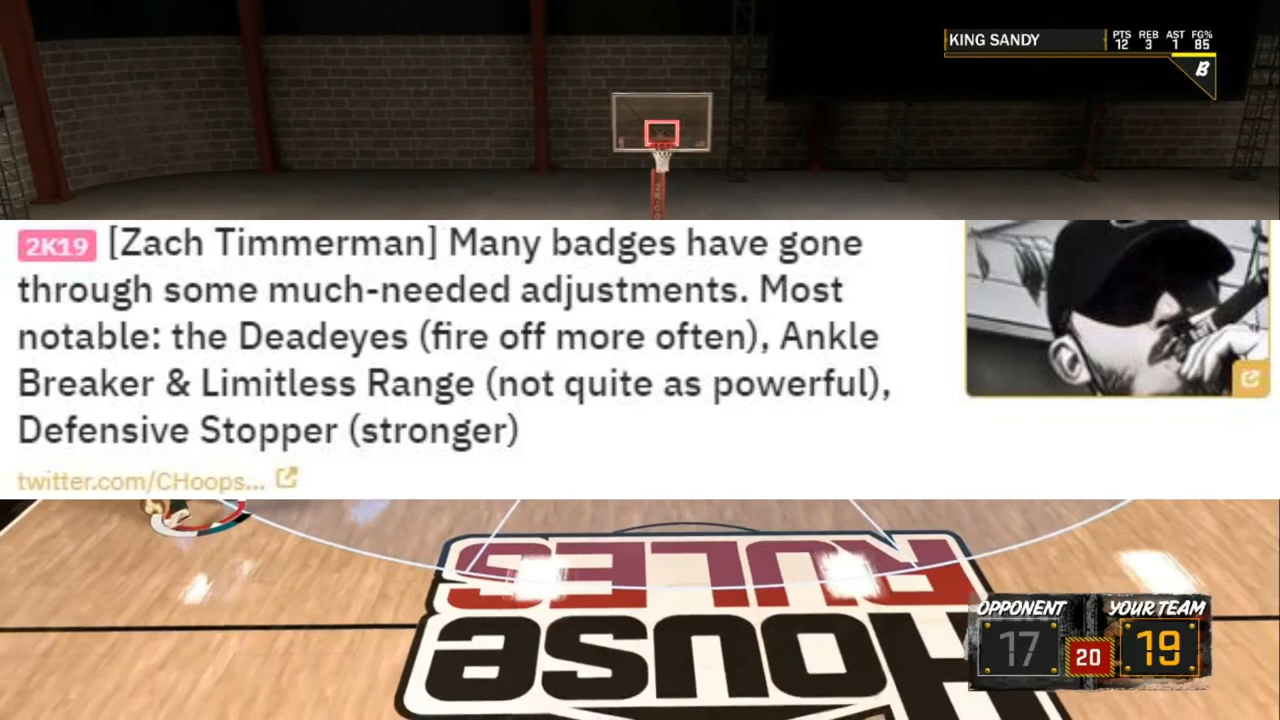 KING SANDY
PTS REB AST FG%
12 3 1 85
B
2K19 [Zach Timmerman] Many badges have gone
through some much-needed adjustments. Most
notable: the Deadeyes (fire off more often), Ankle
Breaker & Limitless Range (not quite as powerful),
Defensive Stopper (stronger)
twitter.com/CHoops...
RULES
House
OPPONENT YOUR TEAM
17 20 19